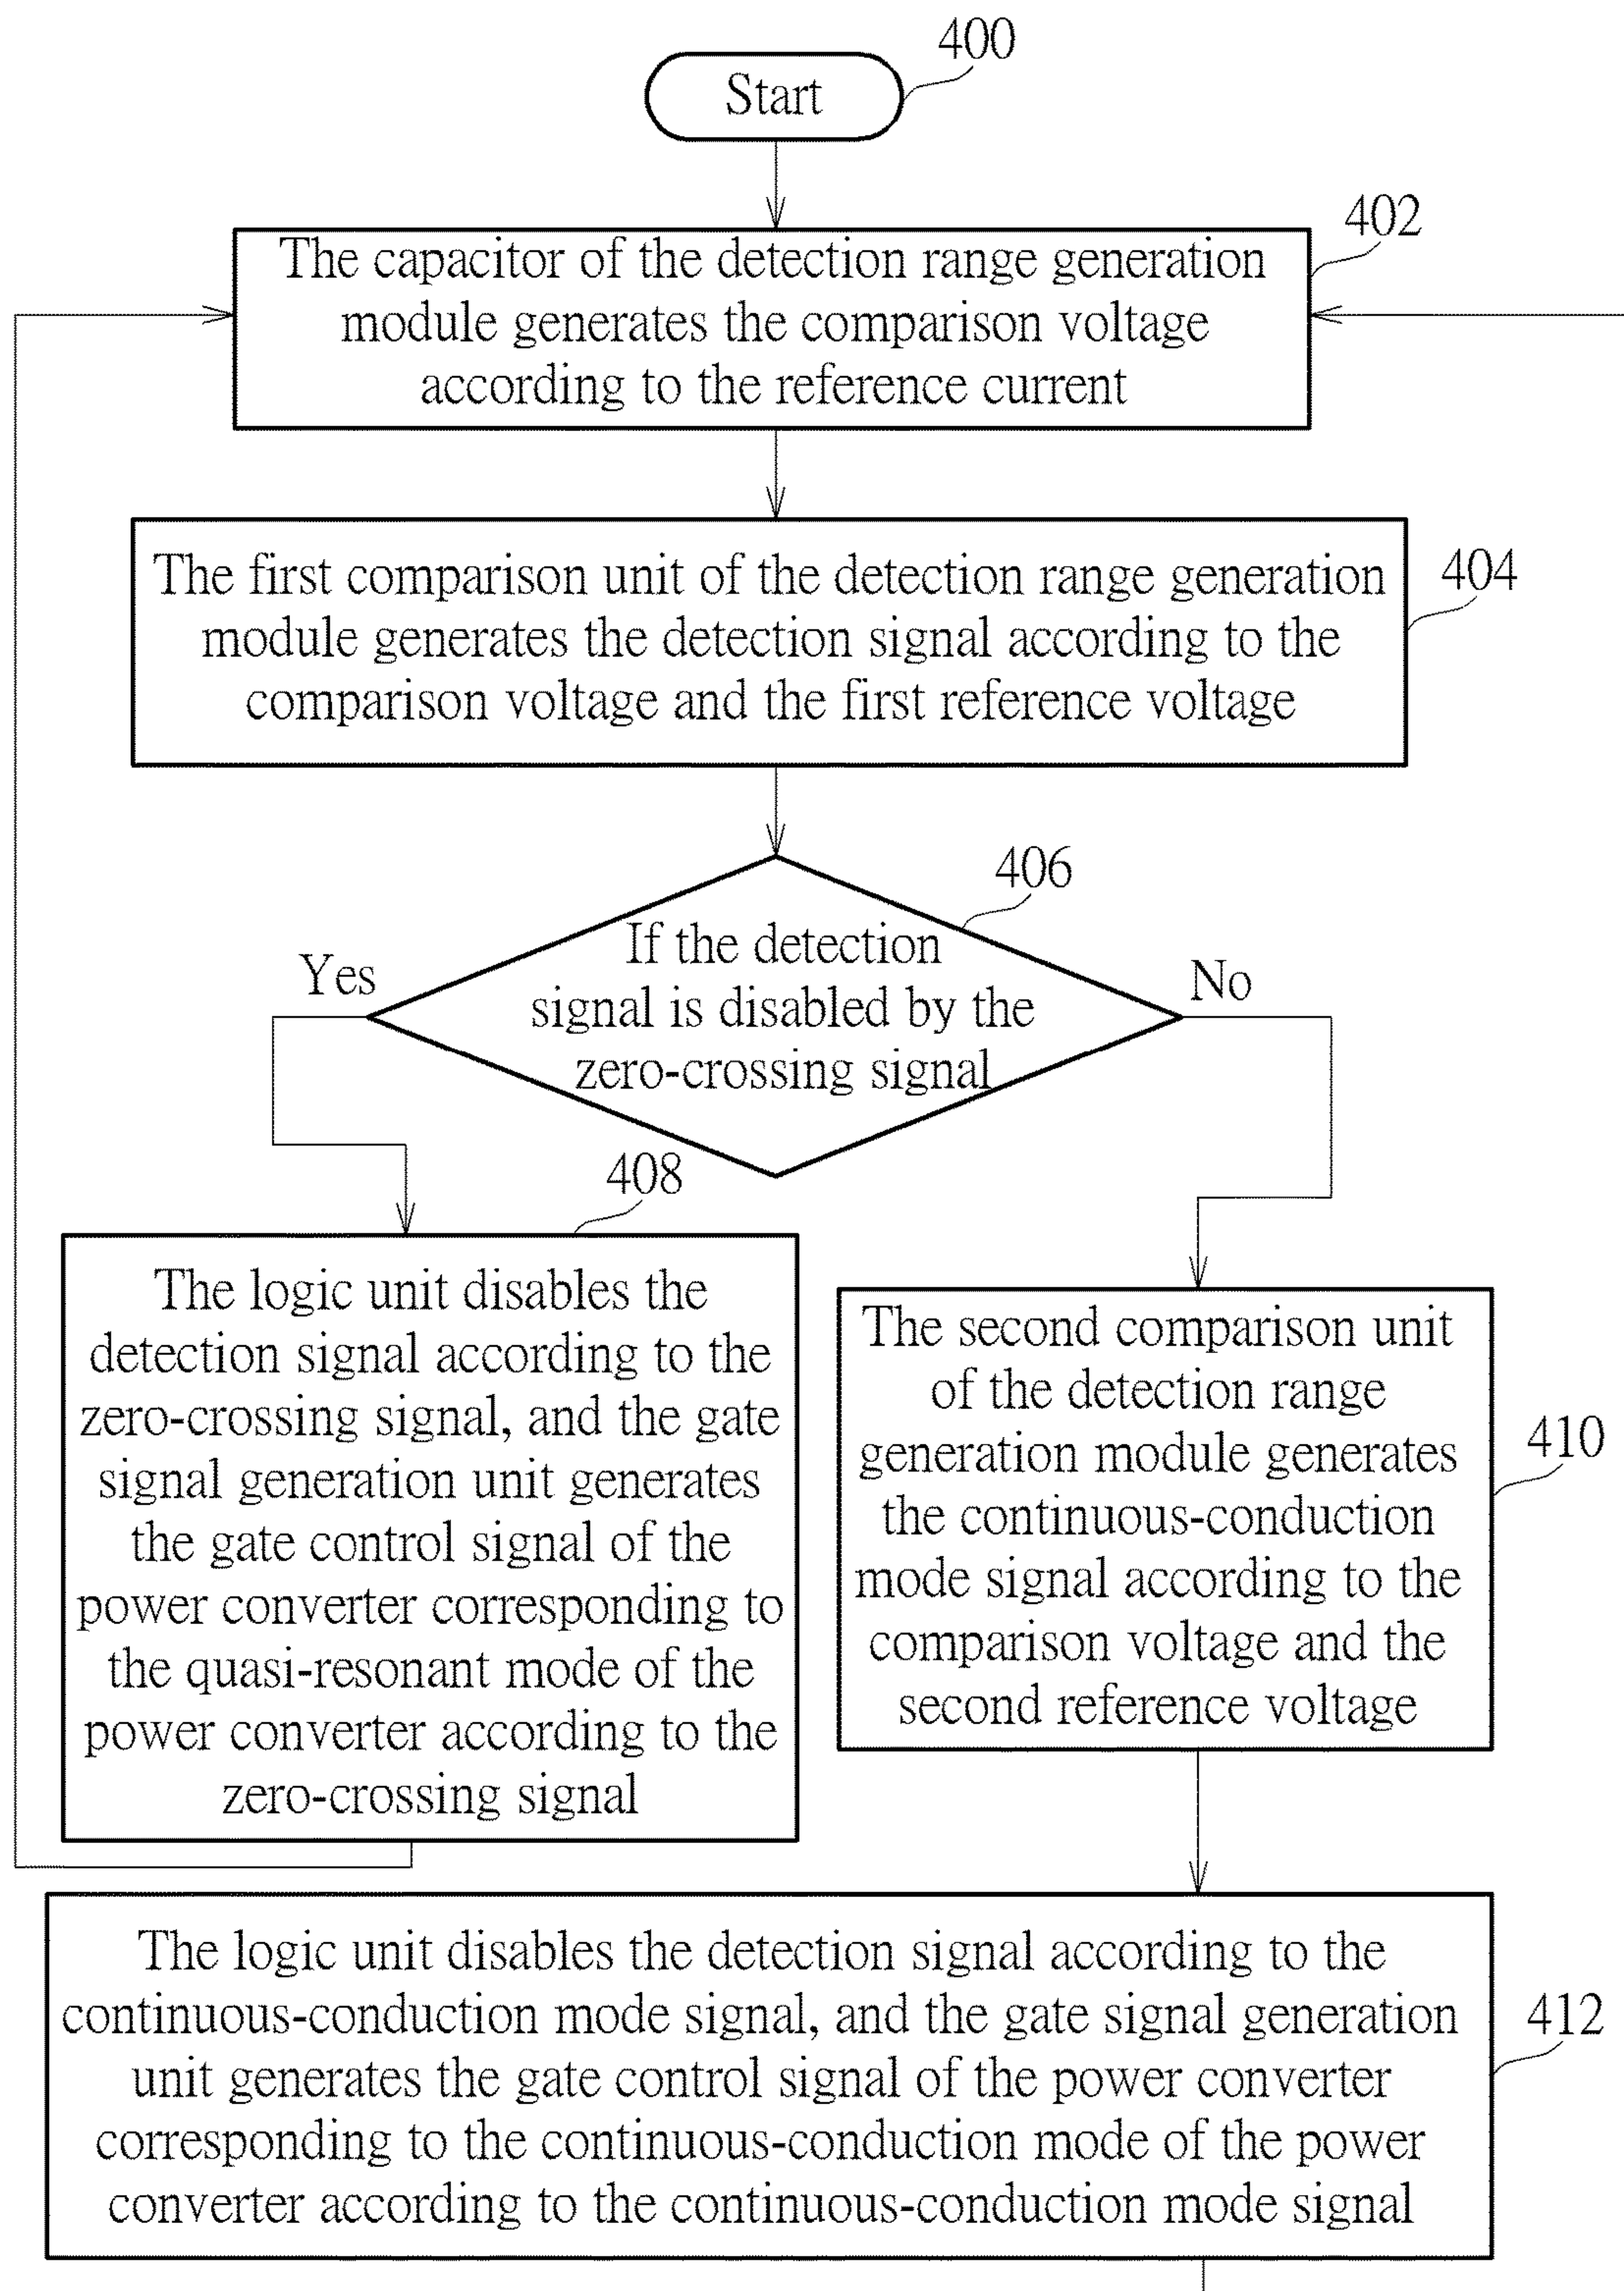 400
Start
402
The capacitor of the detection range generation
module generates the comparison voltage
according to the reference current
404
The first comparison unit of the detection range generation
module generates the detection signal according to the
comparison voltage and the first reference voltage
406
If the detection
signal is disabled by the
zero-crossing signal
Yes
No
408
The logic unit disables the
detection signal according to the
zero-crossing signal, and the gate
signal generation unit generates
the gate control signal of the
power converter corresponding to
the quasi-resonant mode of the
power converter according to the
zero-crossing signal
The second comparison unit
of the detection range
generation module generates
the continuous-conduction
mode signal according to the
comparison voltage and the
second reference voltage
410
The logic unit disables the detection signal according to the
continuous-conduction mode signal, and the gate signal generation
unit generates the gate control signal of the power converter
corresponding to the continuous-conduction mode of the power
converter according to the continuous-conduction mode signal
412